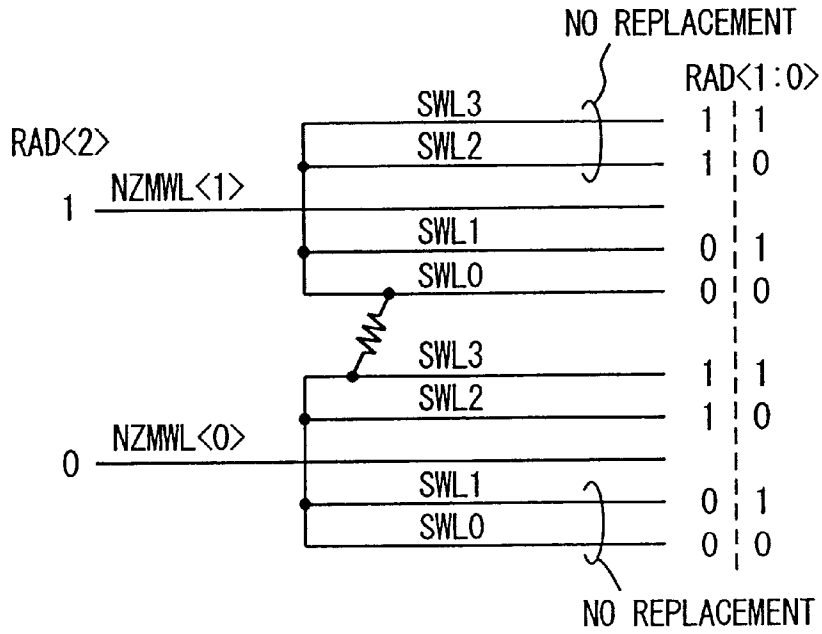 NO REPLACEMENT
RAD<1:0>
SWL3 1 1
RAD<2>
SWL2 1 0
1 NZMWL<1>
SWL1 0 1
SWL0 0 0
SWL3 1 1
SWL2 1 0
0 NZMWL<0>
SWL1 0 1
SWL0 0 0
NO REPLACEMENT